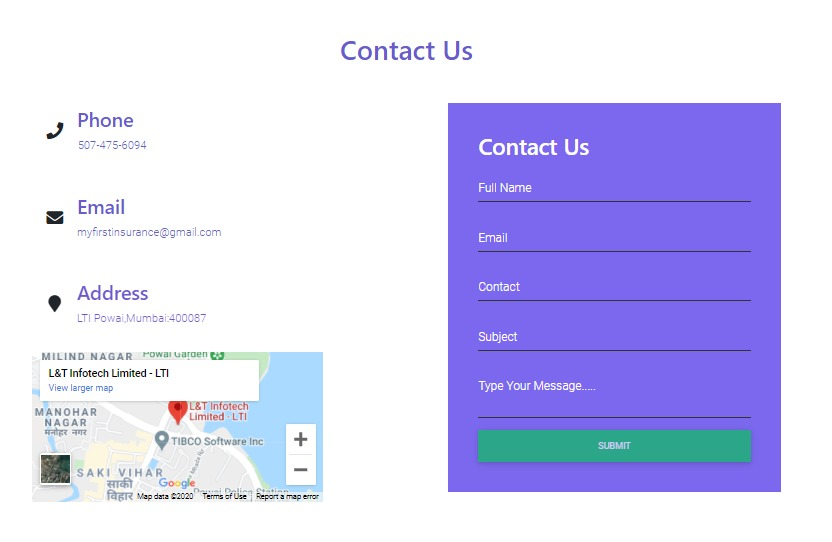 Contact Us
Phone
507-475-6094
Email
myfirstinsurance@gmail.com
Address
LTI Powai,Mumbai:400087
MILIND NAGAR
Powai Garden
L&T Infotech Limited - LTI
View larger map
L&T Infotech
Limited - LTI
MANOHAR
NAGAR
मनोहर नगर
TIBCO Software Inc
SAKI VIHAR
साकी
विहार
Google
Powai Police Station
Map data ©2020
Terms of Use
Report a map error
Contact Us
Full Name
Email
Contact
Subject
Type Your Message.....
SUBMIT